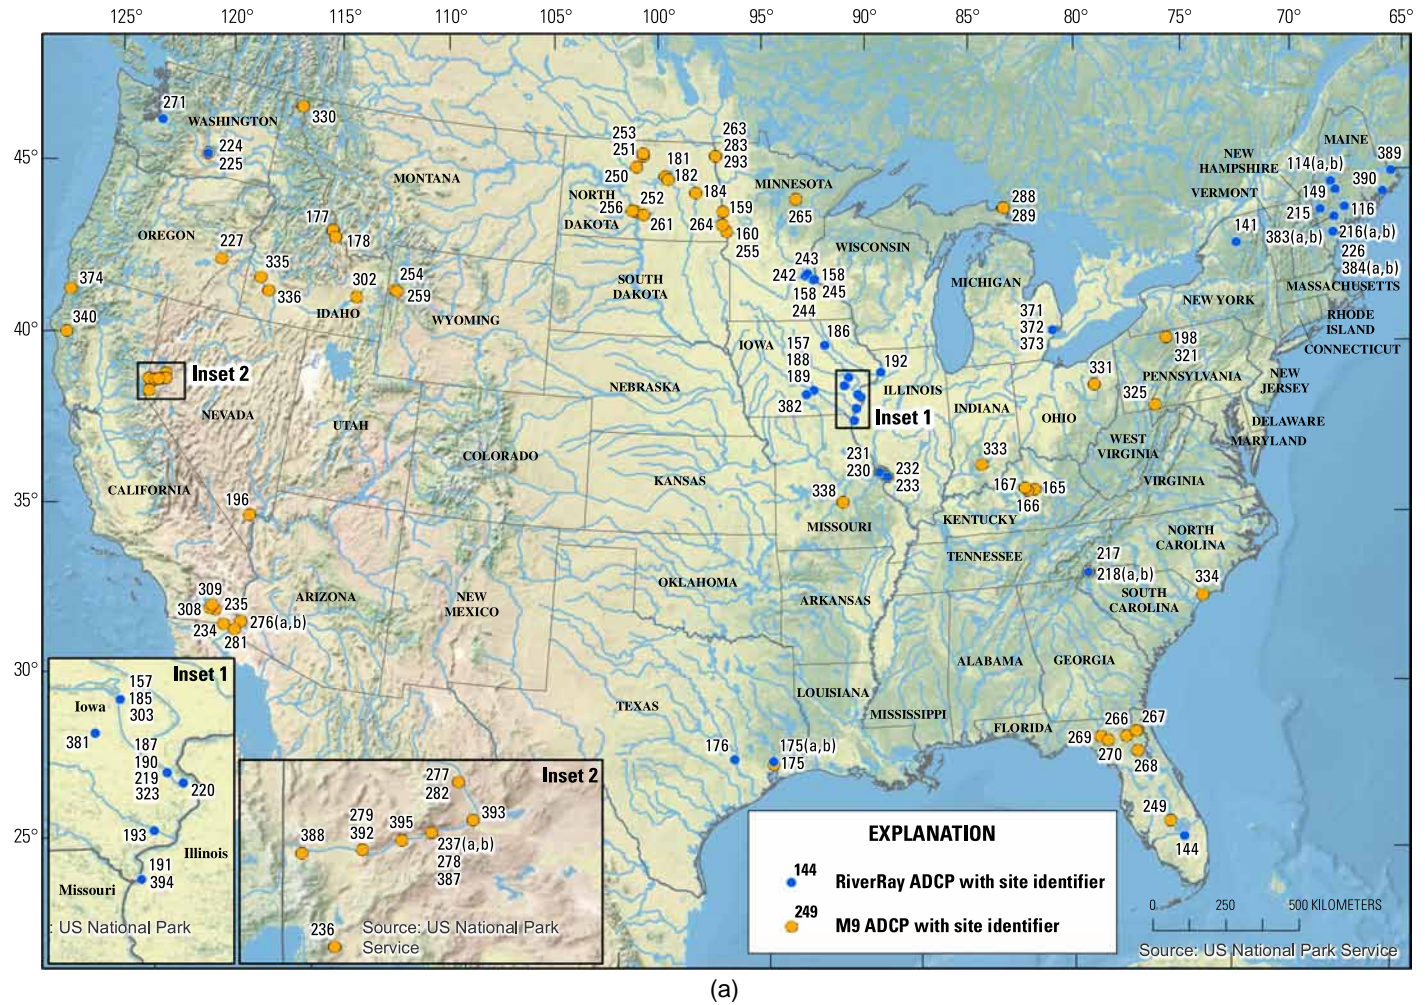 125°
120°
115°
110°
105°
100°
95°
90°
85°
80°
75°
70°
65°
45°
40°
35°
30°
25°
271
WASHINGTON
224
225
330
MONTANA
177
178
OREGON
227
335
336
302
IDAHO
254
259
WYOMING
374
340
Inset 2
NEVADA
UTAH
COLORADO
CALIFORNIA
196
309
308
235
234
281
276(a,b)
ARIZONA
NEW
MEXICO
253
251
250
181
182
263
283
293
NORTH
DAKOTA
256
252
261
184
264
159
160
255
MINNESOTA
265
288
289
SOUTH
DAKOTA
WISCONSIN
243
242
158
245
158
244
MICHIGAN
371
372
373
IOWA
186
157
188
189
382
192
ILLINOIS
Inset 1
NEBRASKA
INDIANA
OHIO
331
KANSAS
231
230
232
233
338
MISSOURI
333
167
166
165
KENTUCKY
TENNESSEE
OKLAHOMA
ARKANSAS
MAINE
389
390
NEW
HAMPSHIRE
114(a,b)
VERMONT
149
215
116
141
383(a,b)
216(a,b)
226
384(a,b)
MASSACHUSETTS
NEW YORK
RHODE
ISLAND
CONNECTICUT
198
321
PENNSYLVANIA
325
NEW
JERSEY
DELAWARE
MARYLAND
WEST
VIRGINIA
VIRGINIA
NORTH
CAROLINA
217
218(a,b)
334
SOUTH
CAROLINA
ALABAMA
GEORGIA
LOUISIANA
MISSISSIPPI
TEXAS
176
175(a,b)
175
FLORIDA
266
267
269
270
268
249
144
Inset 1
Iowa
157
185
303
381
187
190
219
323
220
193
191
394
Illinois
Missouri
: US National Park
Inset 2
277
282
279
392
395
393
388
237(a,b)
278
387
236
Source: US National Park
Service
EXPLANATION
144
RiverRay ADCP with site identifier
249
M9 ADCP with site identifier
0
250
500 KILOMETERS
Source: US National Park Service
(a)